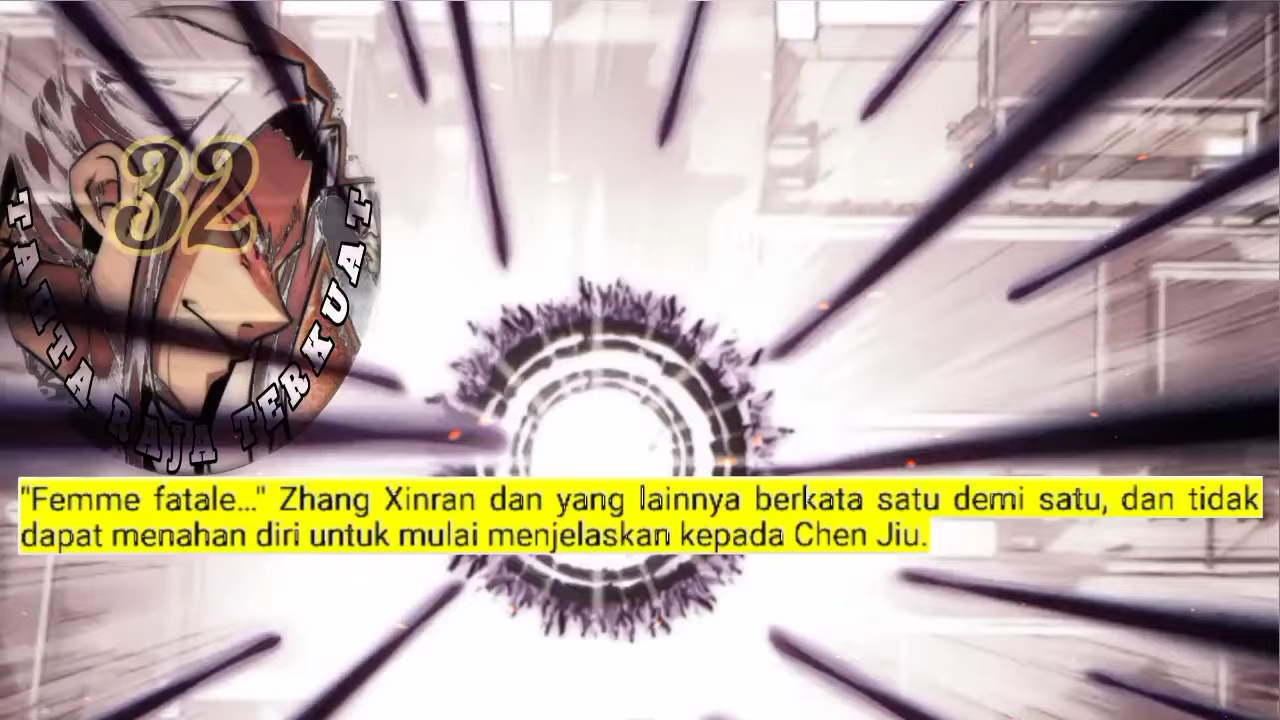 32
TAHTA RAJA TERKUAT
"Femme fatale..." Zhang Xinran dan yang lainnya berkata satu demi satu, dan tidak
dapat menahan diri untuk mulai menjelaskan kepada Chen Jiu.